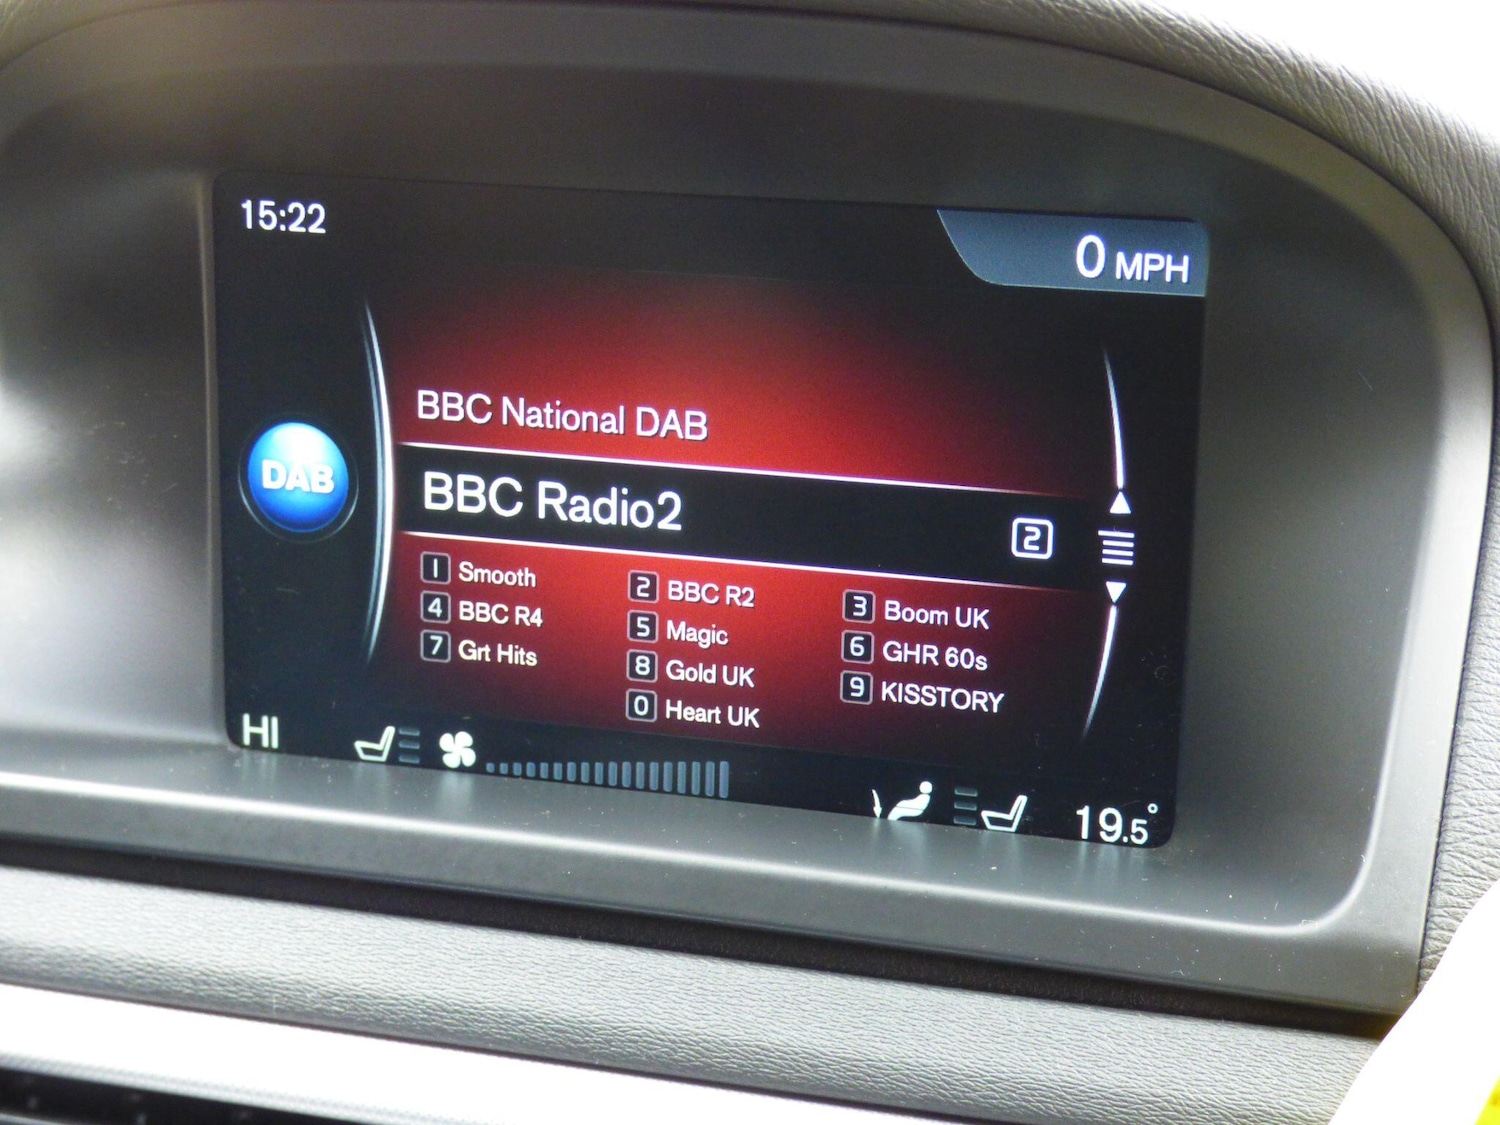 15:22
0 MPH
BBC National DAB
DAB
BBC Radio2 2
1 Smooth 2 BBC R2 3 Boom UK
4 BBC R4 5 Magic 6 GHR 60s
7 Grt Hits 8 Gold UK 9 KISSTORY
0 Heart UK
HI 19.5°